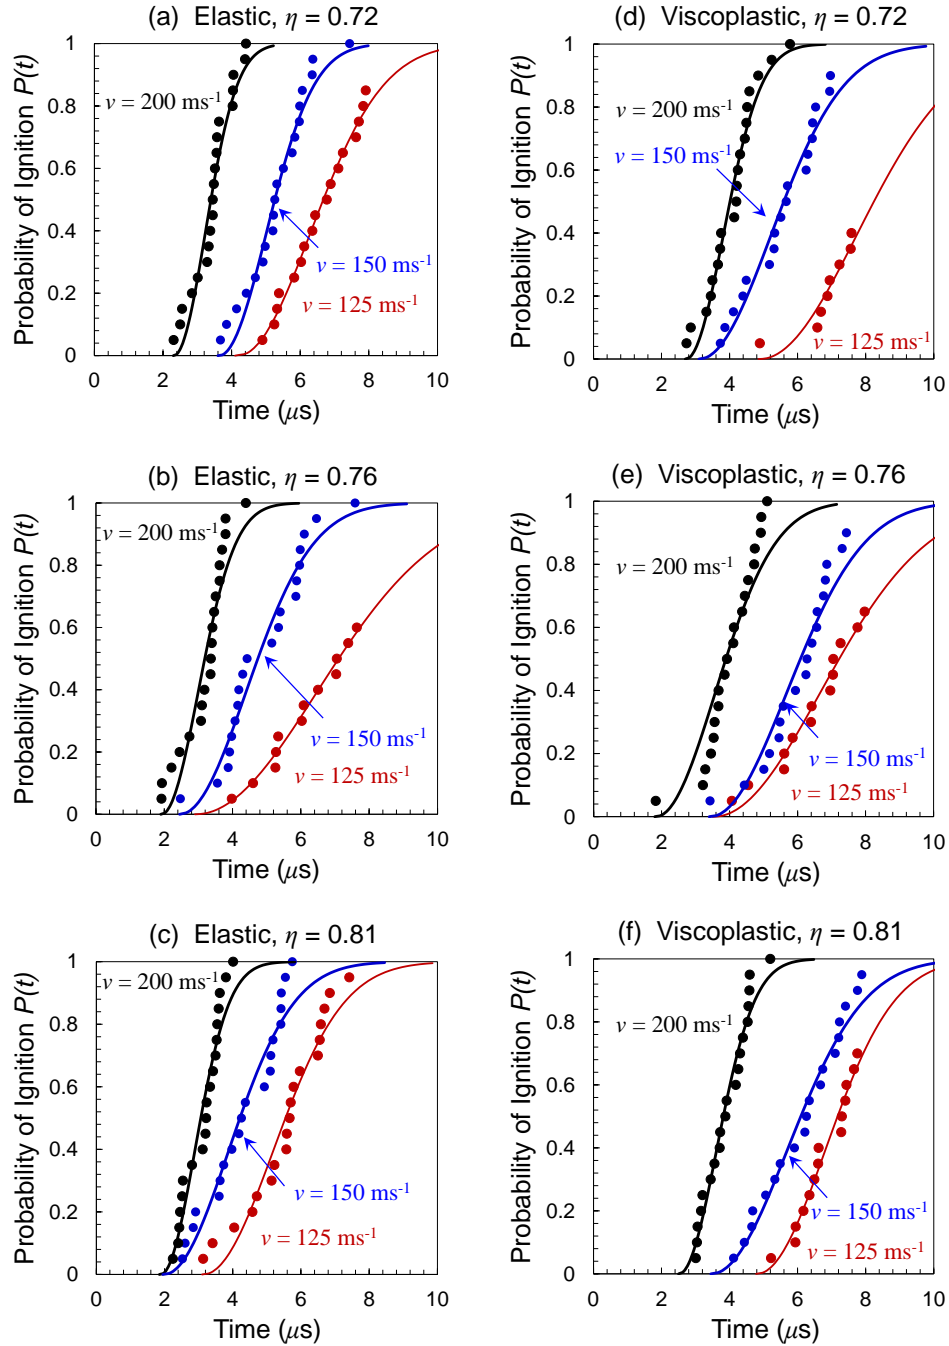 (a) Elastic, η = 0.72
Probability of Ignition P(t)
1
0.8
0.6
0.4
0.2
0
v = 200 ms-1
v = 150 ms-1
v = 125 ms-1
0 2 4 6 8 10
Time (μs)
(d) Viscoplastic, η = 0.72
Probability of Ignition P(t)
1
0.8
0.6
0.4
0.2
0
v = 200 ms-1
v = 150 ms-1
v = 125 ms-1
0 2 4 6 8 10
Time (μs)
(b) Elastic, η = 0.76
Probability of Ignition P(t)
1
0.8
0.6
0.4
0.2
0
v = 200 ms-1
v = 150 ms-1
v = 125 ms-1
0 2 4 6 8 10
Time (μs)
(e) Viscoplastic, η = 0.76
Probability of Ignition P(t)
1
0.8
0.6
0.4
0.2
0
v = 200 ms-1
v = 150 ms-1
v = 125 ms-1
0 2 4 6 8 10
Time (μs)
(c) Elastic, η = 0.81
Probability of Ignition P(t)
1
0.8
0.6
0.4
0.2
0
v = 200 ms-1
v = 150 ms-1
v = 125 ms-1
0 2 4 6 8 10
Time (μs)
(f) Viscoplastic, η = 0.81
Probability of Ignition P(t)
1
0.8
0.6
0.4
0.2
0
v = 200 ms-1
v = 150 ms-1
v = 125 ms-1
0 2 4 6 8 10
Time (μs)